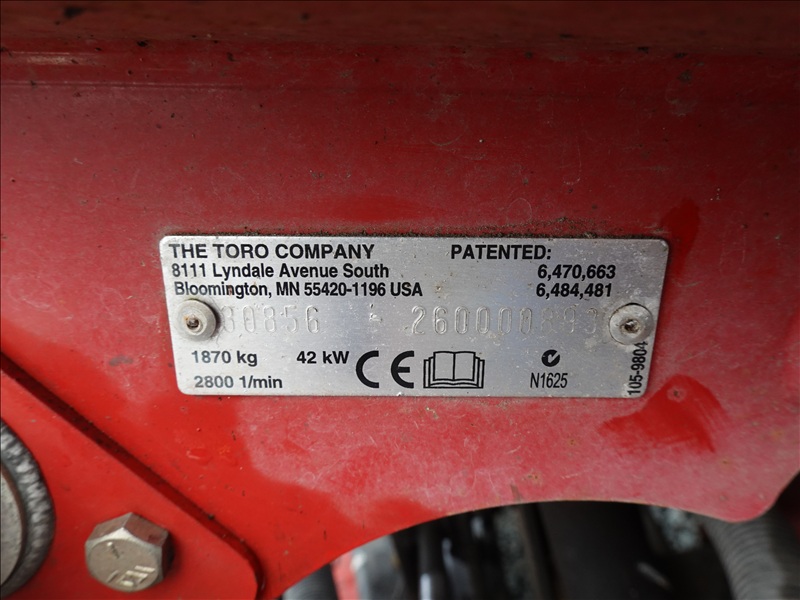 THE TORO COMPANY PATENTED:
8111 Lyndale Avenue South 6,470,663
Bloomington, MN 55420-1196 USA 6,484,481
1870 kg 42 kW CE
2800 1/min N1625
105-9804